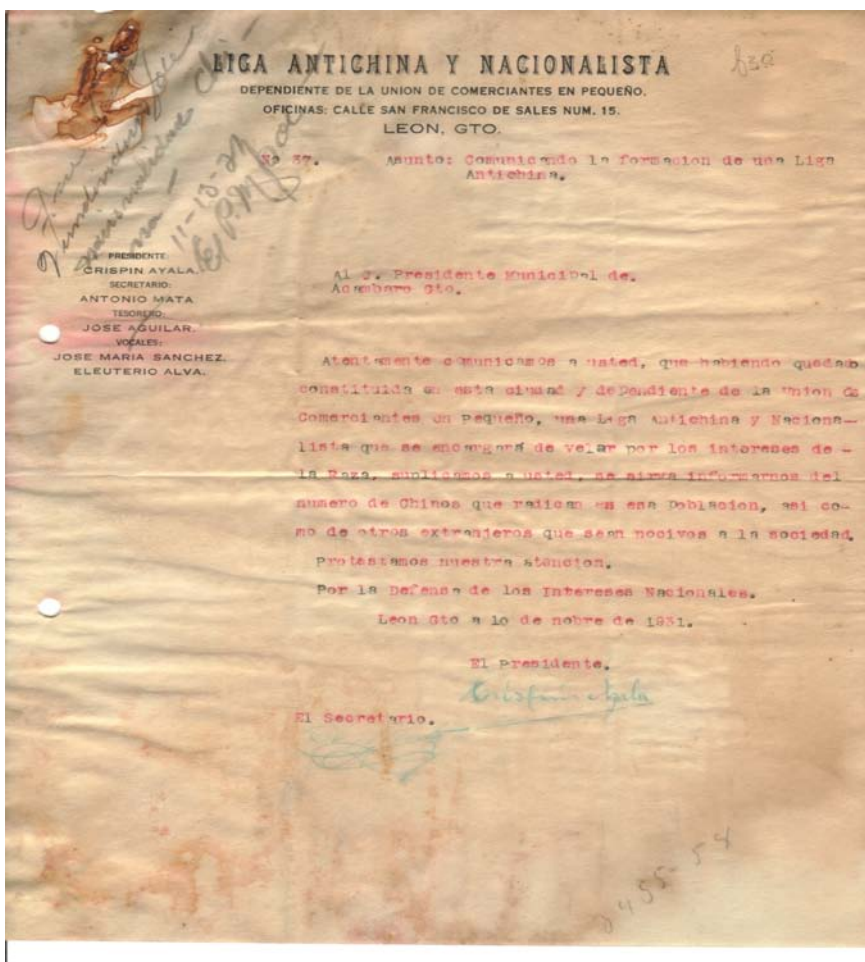 LIGA ANTICHINA Y NACIONALISTA
DEPENDIENTE DE LA UNION DE COMERCIANTES EN PEQUEÑO.
OFICINAS: CALLE SAN FRANCISCO DE SALES NUM. 15.
LEON, GTO.
No 37.
Asunto: Comunicando la formacion de una Liga
Antichina.
11-13-31
El P. M.
PRESIDENTE:
CRISPIN AYALA.
SECRETARIO:
ANTONIO MATA
TESORERO:
JOSE AGUILAR.
VOCALES:
JOSE MARIA SANCHEZ.
ELEUTERIO ALVA.
Al J. Presidente Municipal de.
Acambaro Gto.
Atentamente comunicamos a usted, que habiendo quedado
constituida en esta ciudad y dependiente de la Union de
Comerciantes en Pequeño, una Liga Antichina y Naciona-
lista que se encargará de velar por los intereses de -
la Raza, suplicamos a usted, se sirva informarnos del
numero de Chinos que radican en esa Poblacion, asi co-
mo de otros extranjeros que sean nocivos a la sociedad.
Protestamos nuestra atencion.
Por la Defensa de los Intereses Nacionales.
Leon Gto a 10 de nobre de 1931.
El Presidente.
Crispin Ayala
El Secretario.
2455-54